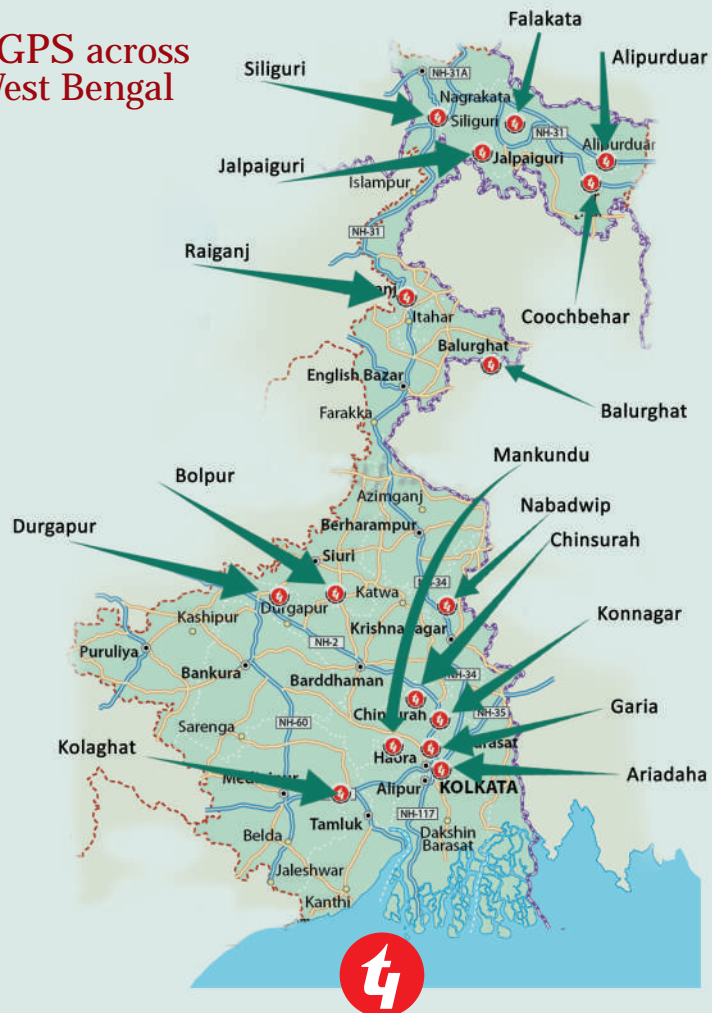 GPS across
West Bengal
Falakata
Siliguri
Alipurduar
NH-31A
Nagrakata
Siliguri
NH-31
Alipurduar
Jalpaiguri
Jalpaiguri
Islampur
NH-31
Raiganj
Itahar
Coochbehar
Balurghat
English Bazar
Balurghat
Farakka
Mankundu
Bolpur
Azimganj
Nabadwip
Durgapur
Berharampur
Chinsurah
Siuri
NH-34
Katwa
Durgapur
Kashipur
Krishnanagar
Konnagar
NH-2
Puruliya
Bankura
Barddhaman
NH-34
Garia
NH-35
NH-60
Sarenga
Kolaghat
Haora
Ariadaha
Alipur
KOLKATA
Tamluk
NH-117
Belda
Dakshin
Barasat
Jaleshwar
Kanthi